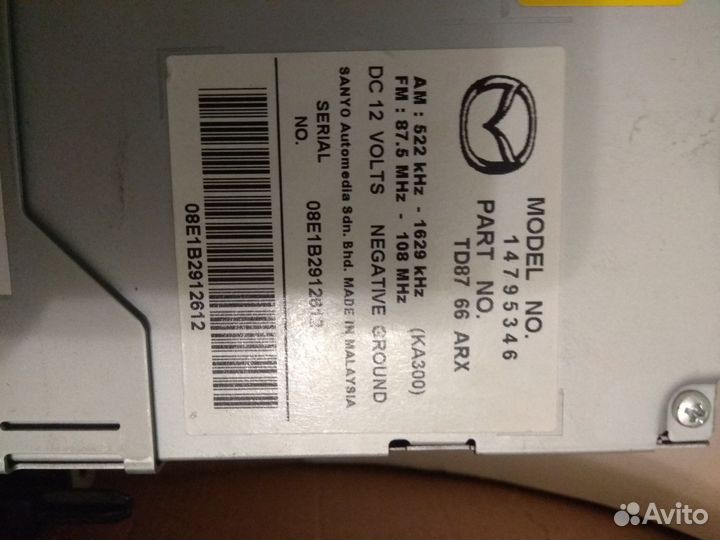 MODEL NO.
14795346
PART NO.
TD87 66 ARX
AM : 522 kHz - 1629 kHz (KA300)
FM : 87.5 MHz - 108 MHz
DC 12 VOLTS NEGATIVE GROUND
SANYO Automedia Sdn. Bhd. MADE IN MALAYSIA
SERIAL NO. 08E1B2912612
08E1B2912612
Avito